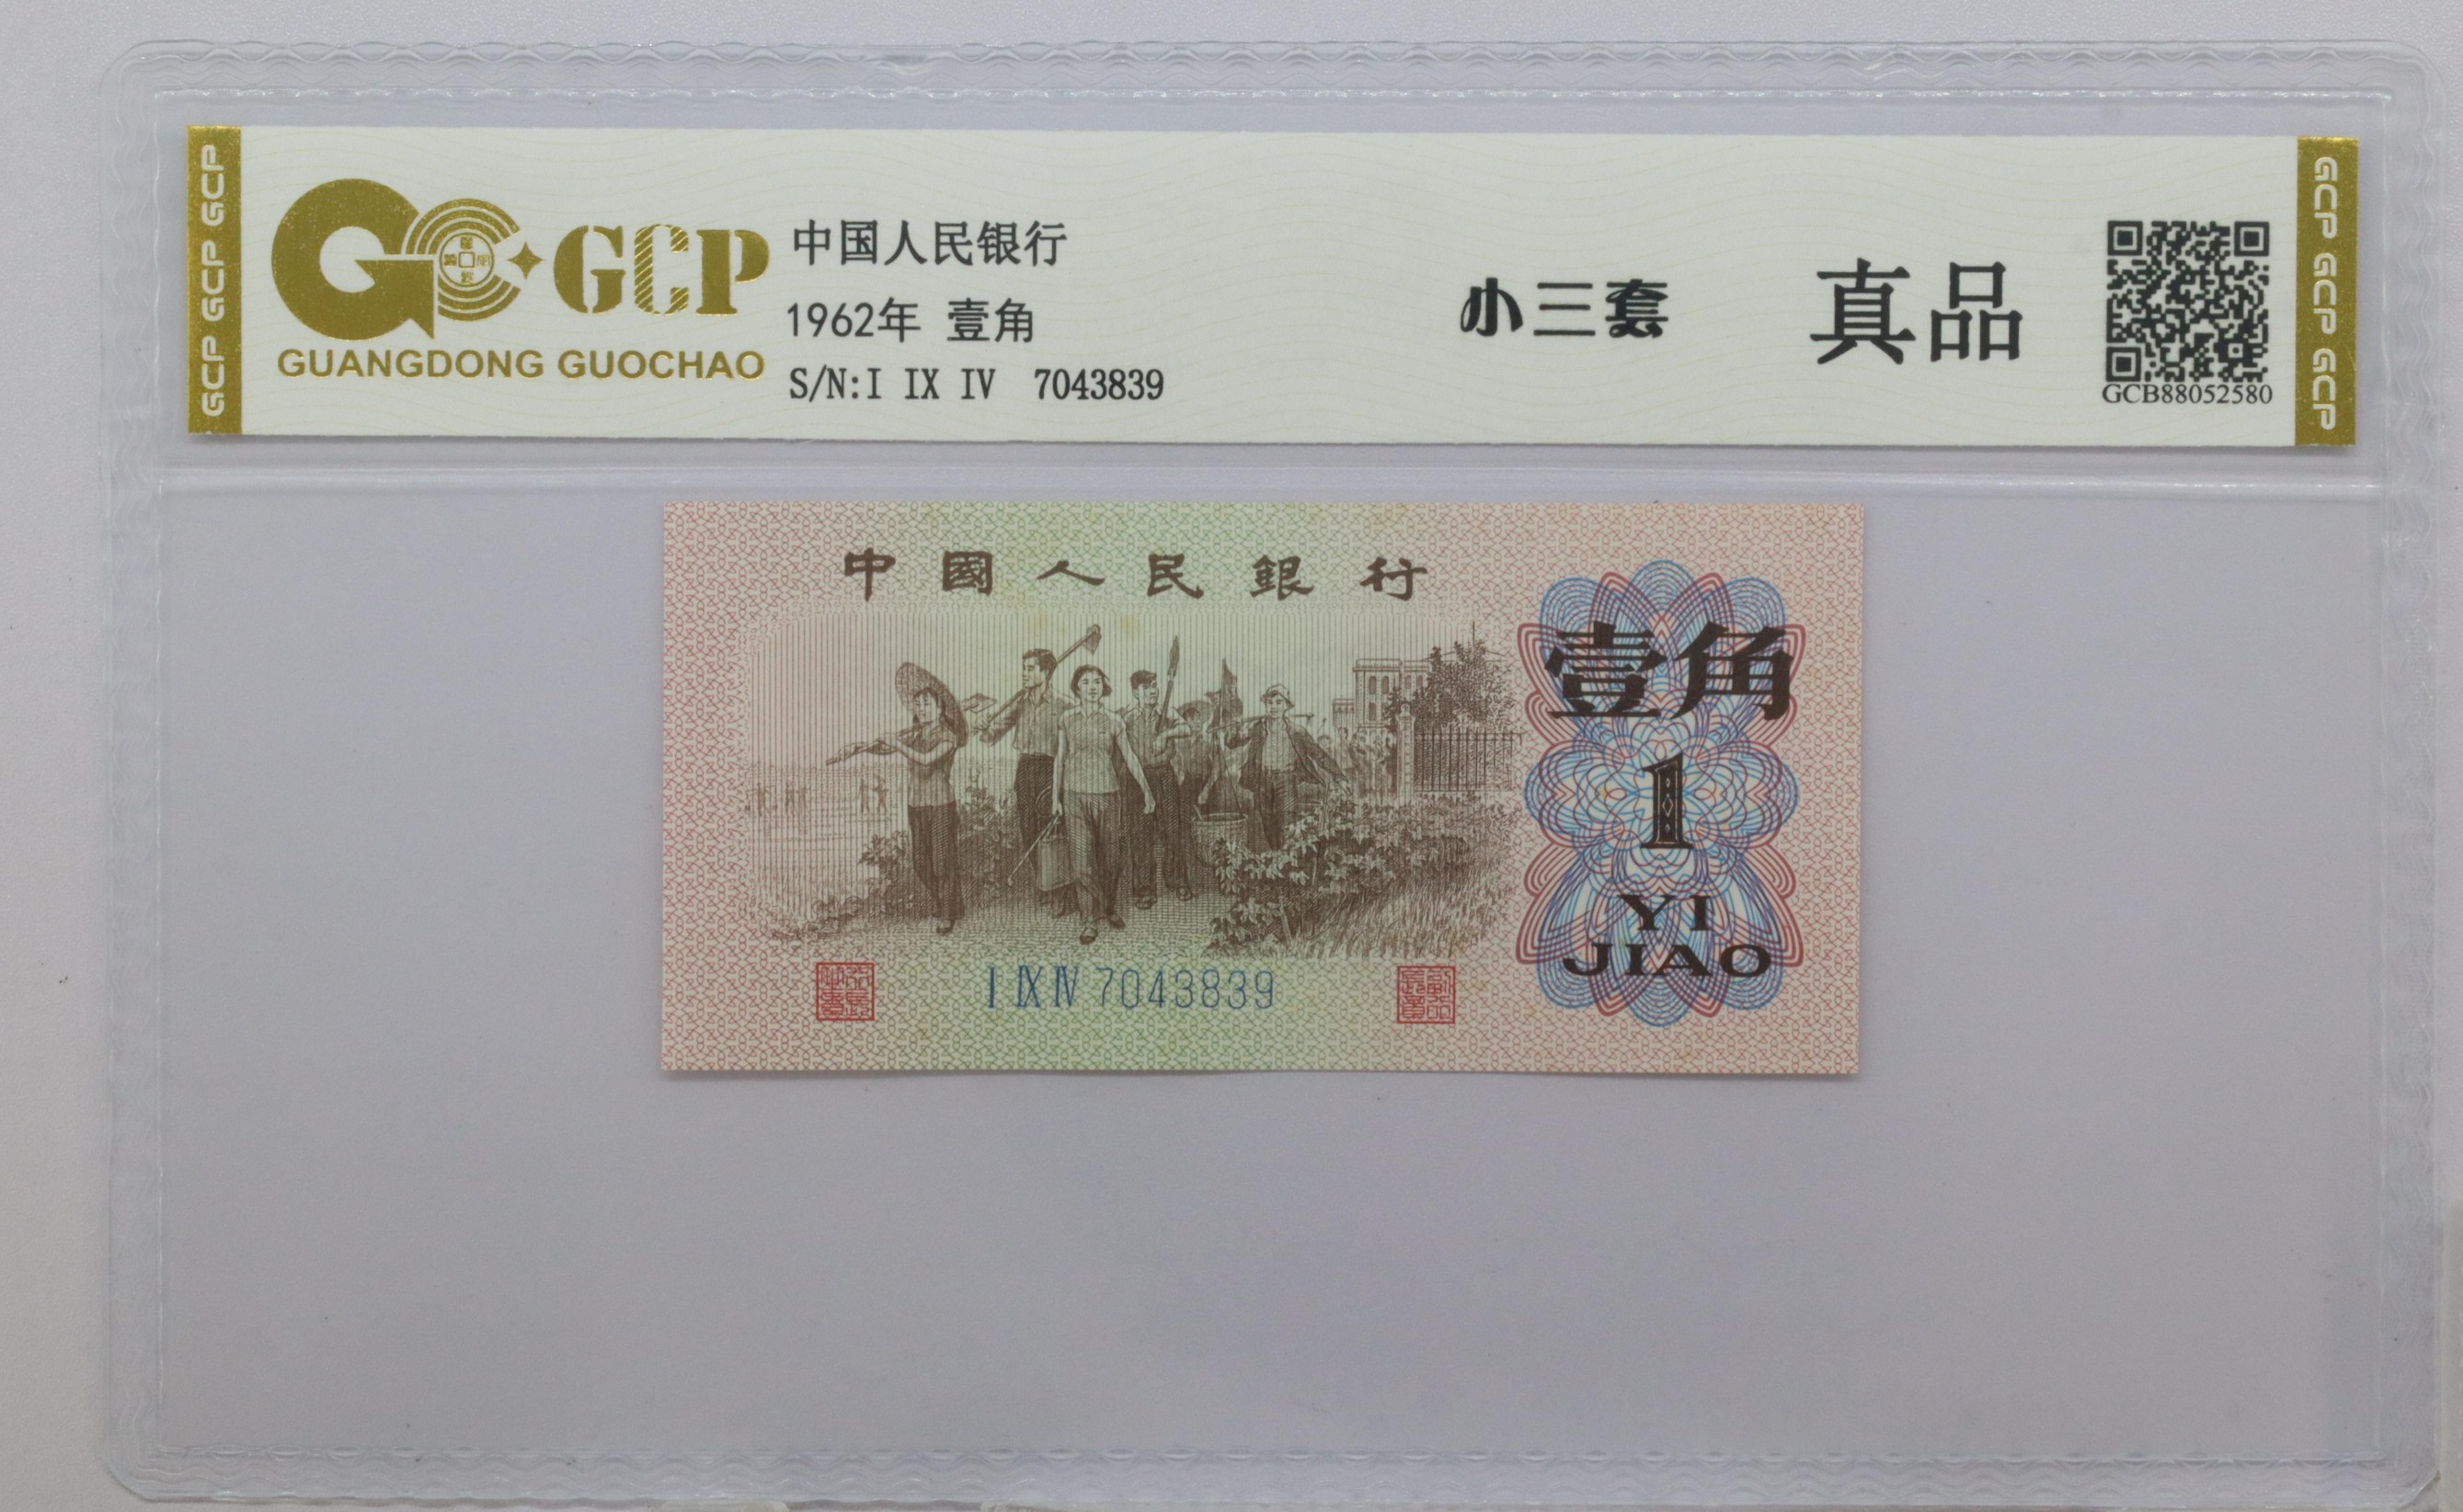 GCP GCP GCP
GCP
GUANGDONG GUOCHAO
中国人民银行
1962年 壹角
S/N:I IX IV 7043839
小三套
真品
GCB88052580
GCP GCP GCP
中國人民銀行
壹角
1
YI
JIAO
I IX IV 7043839